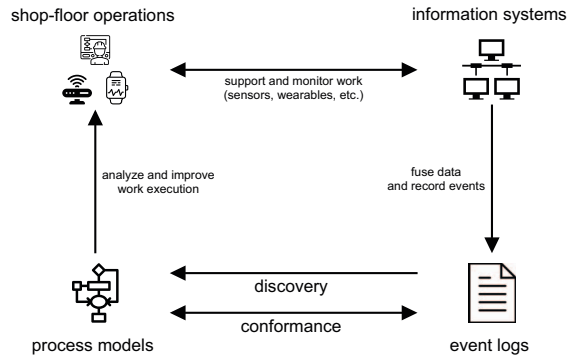 shop-floor operations
information systems
support and monitor work
(sensors, wearables, etc.)
analyze and improve
work execution
fuse data
and record events
discovery
conformance
process models
event logs